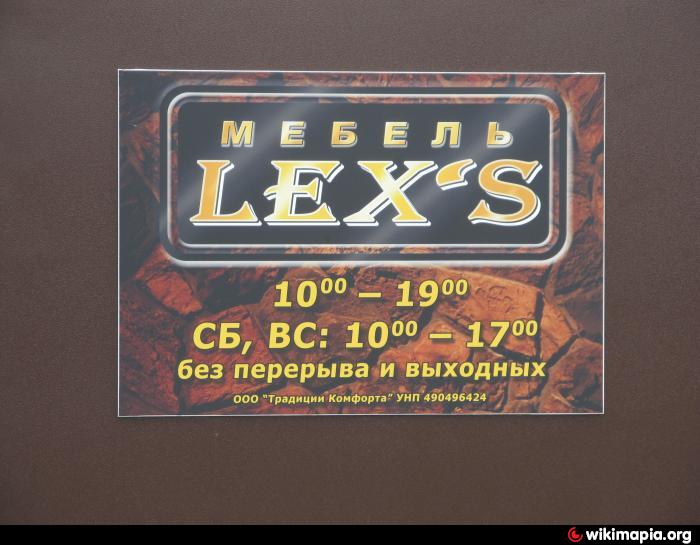 МЕБЕЛЬ
LEX'S
10⁰⁰ – 19⁰⁰
СБ, ВС: 10⁰⁰ – 17⁰⁰
без перерыва и выходных
ООО "Традиции Комфорта" УНП 490496424
wikimapia.org